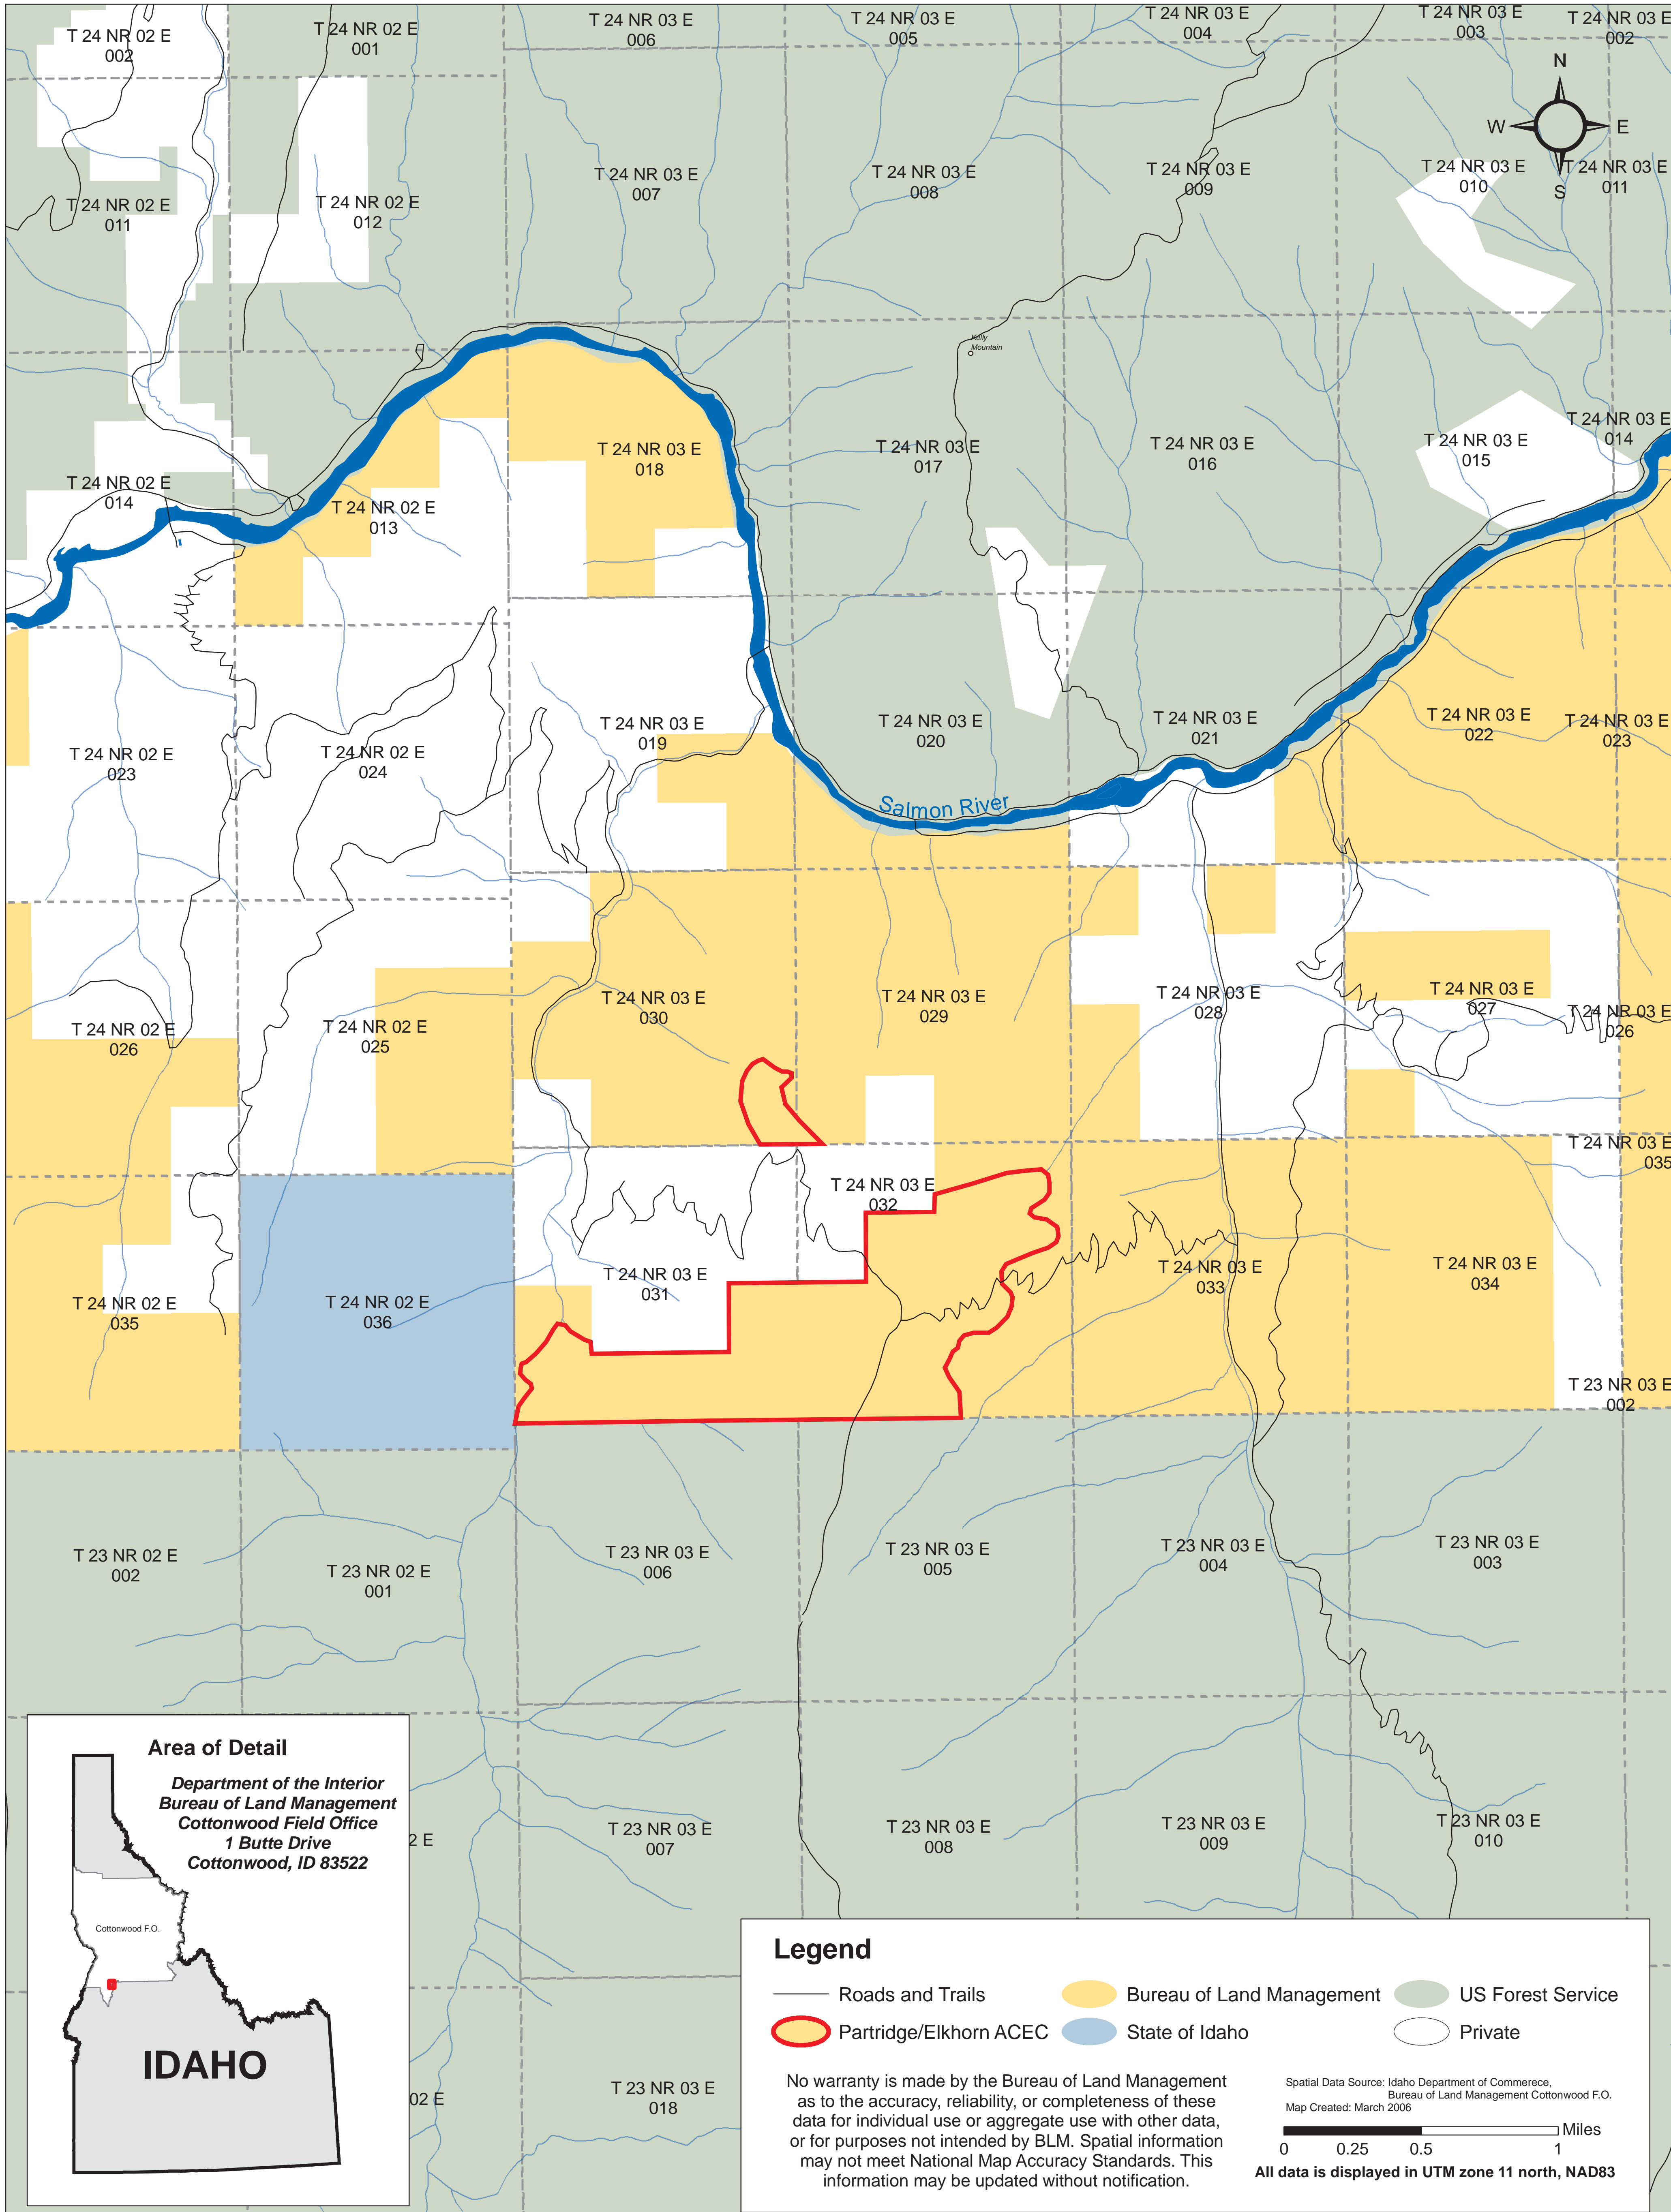 T 24 NR 02 E
002
T 24 NR 02 E
001
T 24 NR 03 E
006
T 24 NR 03 E
005
T 24 NR 03 E
004
T 24 NR 03 E
003
T 24 NR 03 E
002
N
W
E
S
T 24 NR 02 E
011
T 24 NR 02 E
012
T 24 NR 03 E
007
T 24 NR 03 E
008
T 24 NR 03 E
009
T 24 NR 03 E
010
T 24 NR 03 E
011
Kelly
Mountain
T 24 NR 02 E
014
T 24 NR 02 E
013
T 24 NR 03 E
018
T 24 NR 03 E
017
T 24 NR 03 E
016
T 24 NR 03 E
015
T 24 NR 03 E
014
T 24 NR 02 E
023
T 24 NR 02 E
024
T 24 NR 03 E
019
T 24 NR 03 E
020
T 24 NR 03 E
021
T 24 NR 03 E
022
T 24 NR 03 E
023
Salmon River
T 24 NR 02 E
026
T 24 NR 02 E
025
T 24 NR 03 E
030
T 24 NR 03 E
029
T 24 NR 03 E
028
T 24 NR 03 E
027
T 24 NR 03 E
026
T 24 NR 02 E
035
T 24 NR 02 E
036
T 24 NR 03 E
031
T 24 NR 03 E
032
T 24 NR 03 E
033
T 24 NR 03 E
034
T 24 NR 03 E
035
T 23 NR 03 E
002
T 23 NR 02 E
002
T 23 NR 02 E
001
T 23 NR 03 E
006
T 23 NR 03 E
005
T 23 NR 03 E
004
T 23 NR 03 E
003
2 E
T 23 NR 03 E
007
T 23 NR 03 E
008
T 23 NR 03 E
009
T 23 NR 03 E
010
02 E
T 23 NR 03 E
018
Area of Detail
Department of the Interior
Bureau of Land Management
Cottonwood Field Office
1 Butte Drive
Cottonwood, ID 83522
Cottonwood F.O.
IDAHO
Legend
Roads and Trails
Bureau of Land Management
US Forest Service
Partridge/Elkhorn ACEC
State of Idaho
Private
No warranty is made by the Bureau of Land Management
as to the accuracy, reliability, or completeness of these
data for individual use or aggregate use with other data,
or for purposes not intended by BLM. Spatial information
may not meet National Map Accuracy Standards. This
information may be updated without notification.
Spatial Data Source: Idaho Department of Commerece,
Bureau of Land Management Cottonwood F.O.
Map Created: March 2006
Miles
0 0.25 0.5 1
All data is displayed in UTM zone 11 north, NAD83